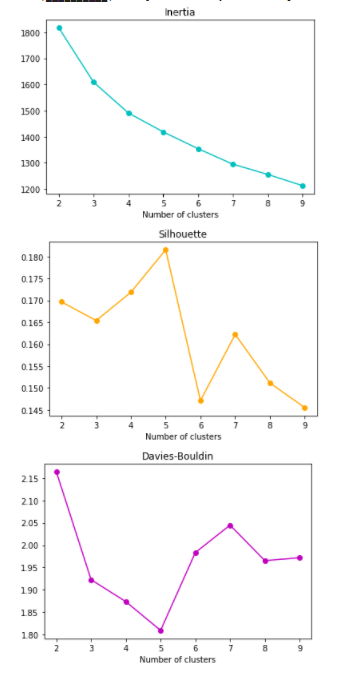 Inertia
1800
1700
1600
1500
1400
1300
1200
2 3 4 5 6 7 8 9
Number of clusters
Silhouette
0.180
0.175
0.170
0.165
0.160
0.155
0.150
0.145
2 3 4 5 6 7 8 9
Number of clusters
Davies-Bouldin
2.15
2.10
2.05
2.00
1.95
1.90
1.85
1.80
2 3 4 5 6 7 8 9
Number of clusters